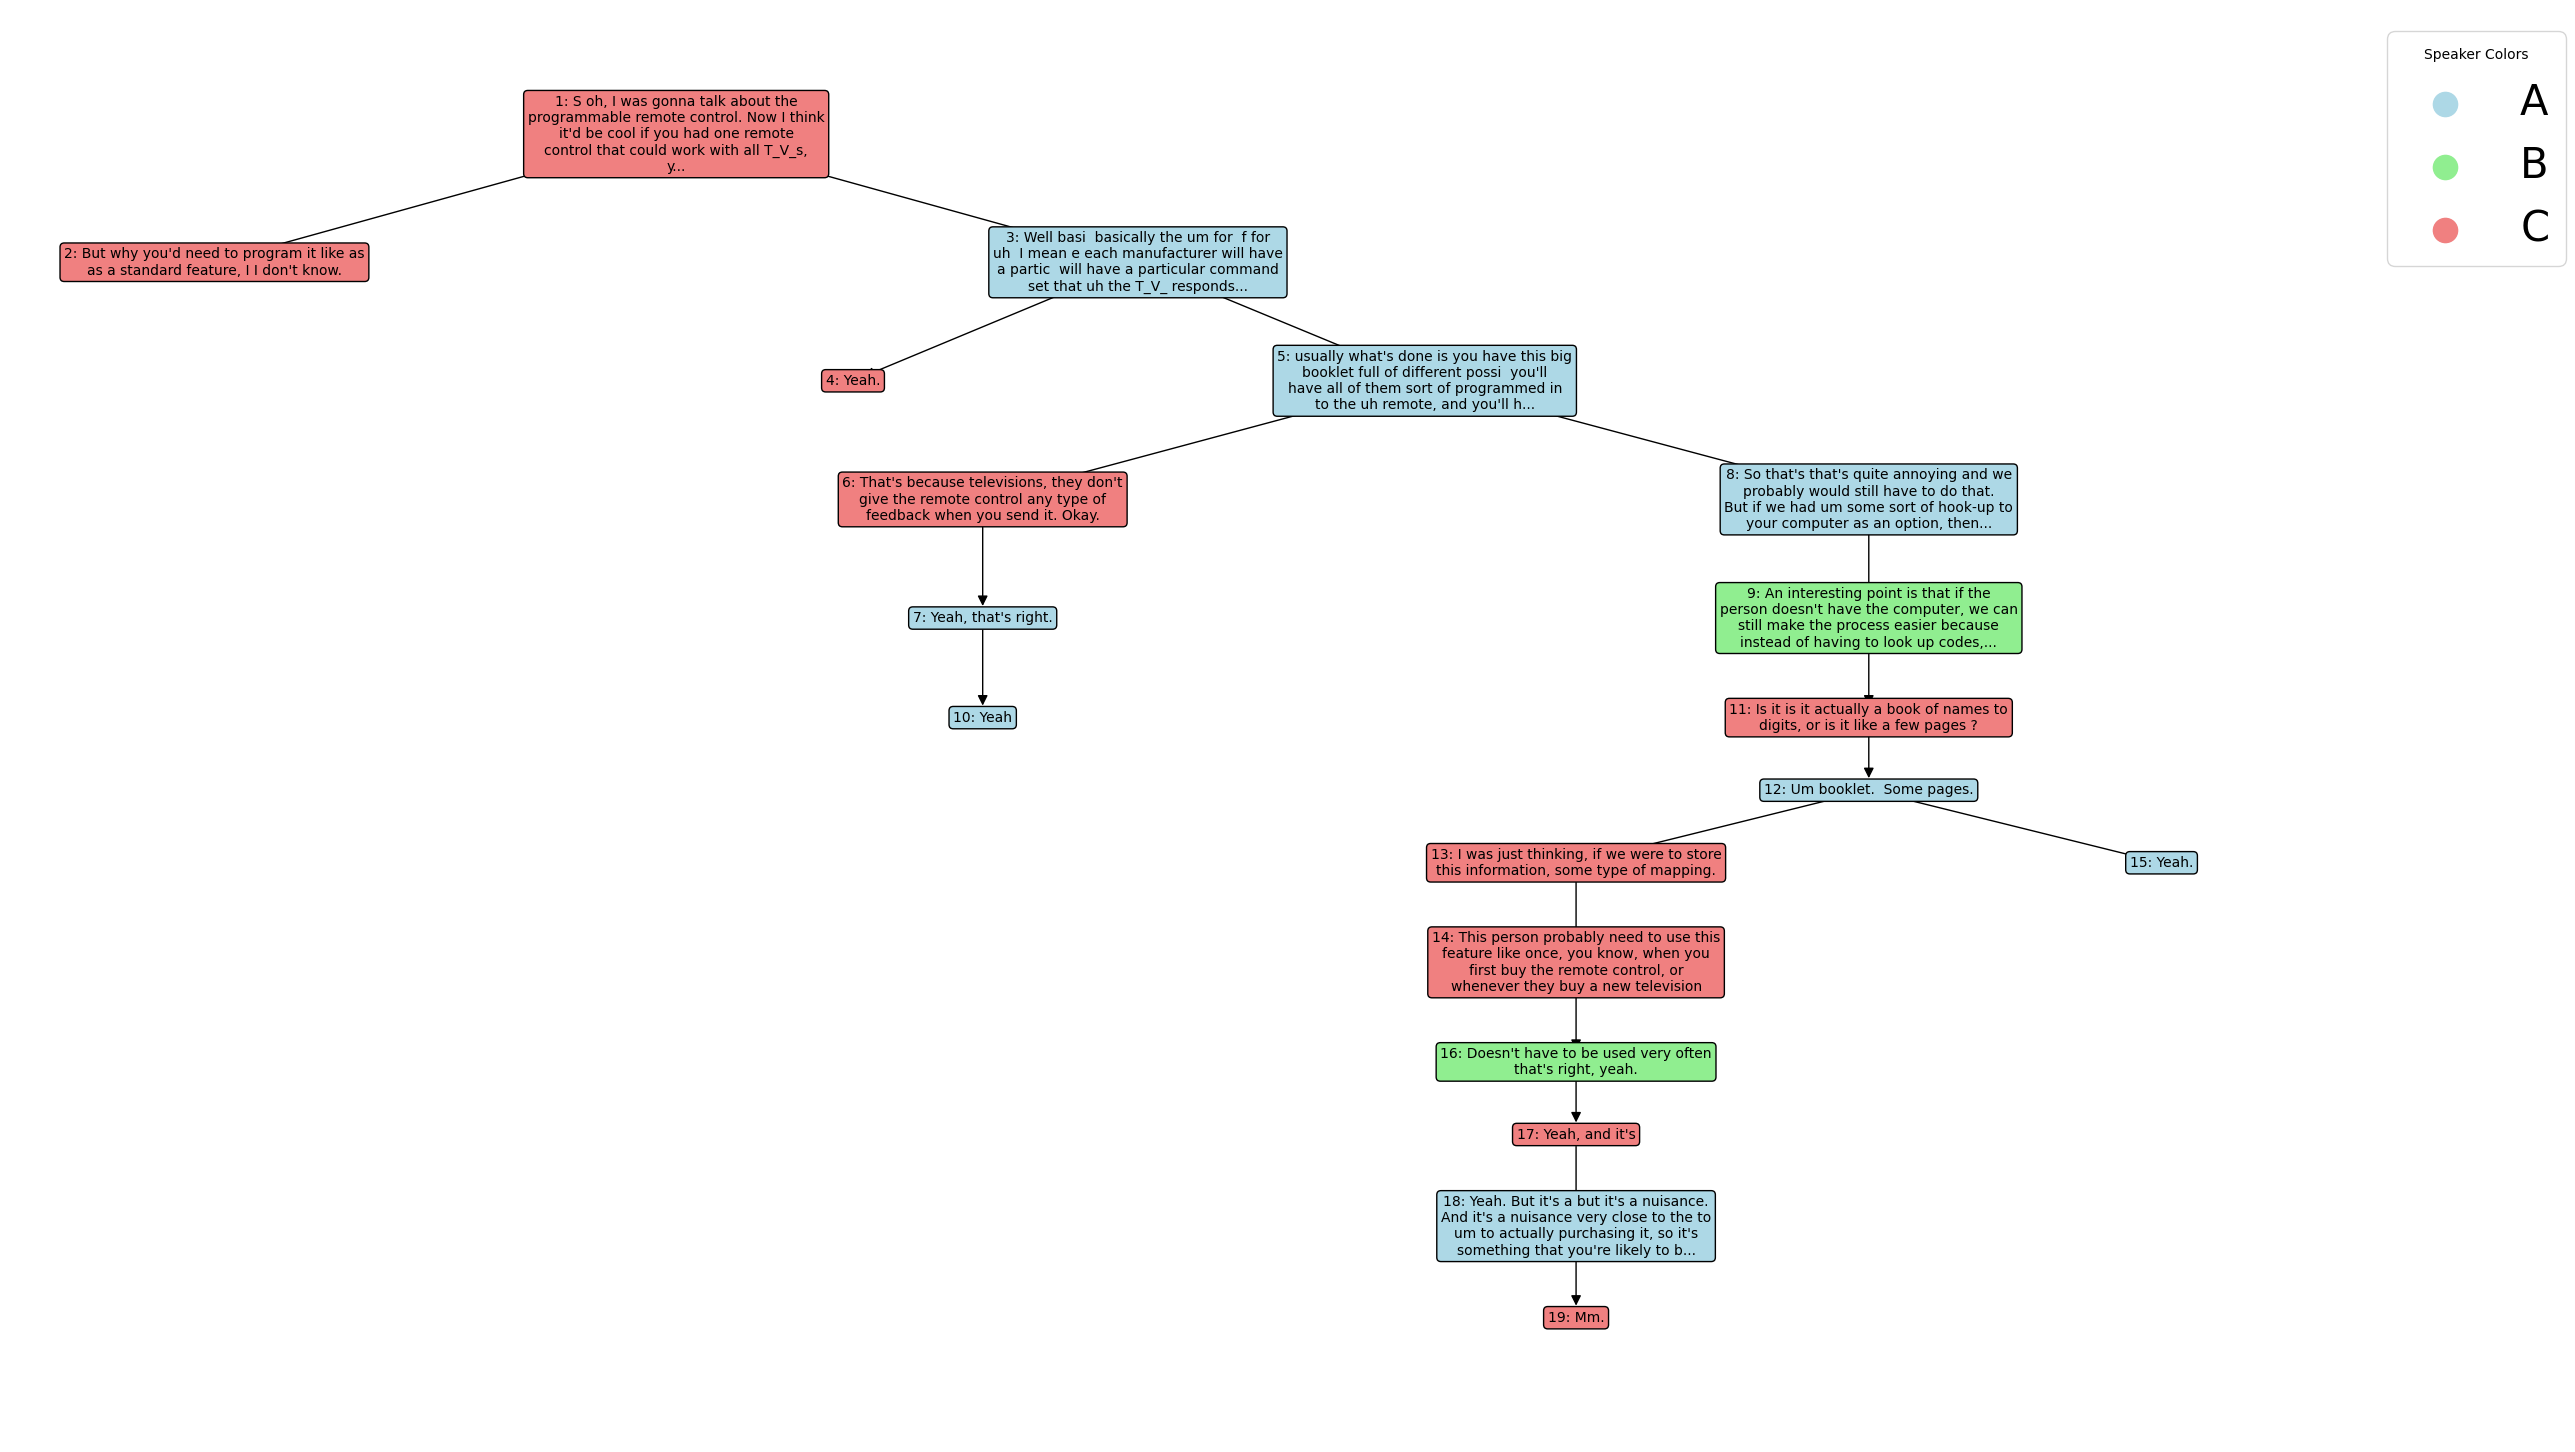 Speaker Colors
A
B
C
1: S oh, I was gonna talk about the
programmable remote control. Now I think
it'd be cool if you had one remote
control that could work with all T_V_s,
y...
2: But why you'd need to program it like as
as a standard feature, I I don't know.
3: Well basi  basically the um for  f for
uh  I mean e each manufacturer will have
a partic  will have a particular command
set that uh the T_V_ responds...
4: Yeah.
5: usually what's done is you have this big
booklet full of different possi  you'll
have all of them sort of programmed in
to the uh remote, and you'll h...
6: That's because televisions, they don't
give the remote control any type of
feedback when you send it. Okay.
8: So that's that's quite annoying and we
probably would still have to do that.
But if we had um some sort of hook-up to
your computer as an option, then...
7: Yeah, that's right.
9: An interesting point is that if the
person doesn't have the computer, we can
still make the process easier because
instead of having to look up codes,...
10: Yeah
11: Is it is it actually a book of names to
digits, or is it like a few pages ?
12: Um booklet.  Some pages.
13: I was just thinking, if we were to store
this information, some type of mapping.
15: Yeah.
14: This person probably need to use this
feature like once, you know, when you
first buy the remote control, or
whenever they buy a new television
16: Doesn't have to be used very often
that's right, yeah.
17: Yeah, and it's
18: Yeah. But it's a but it's a nuisance.
And it's a nuisance very close to the to
um to actually purchasing it, so it's
something that you're likely to b...
19: Mm.